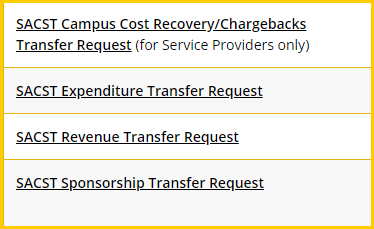 SACST Campus Cost Recovery/Chargebacks
Transfer Request (for Service Providers only)
SACST Expenditure Transfer Request
SACST Revenue Transfer Request
SACST Sponsorship Transfer Request